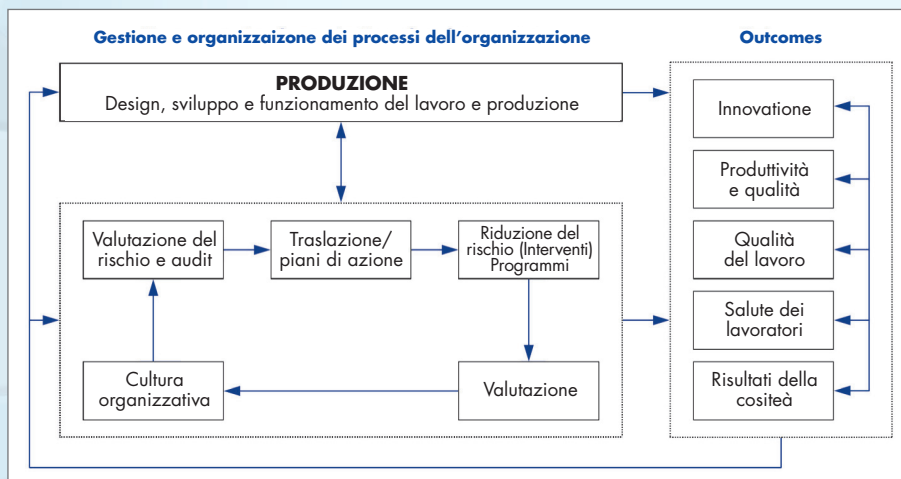 Gestione e organizzaizone dei processi dell'organizzazione
Outcomes
PRODUZIONE
Design, sviluppo e funzionamento del lavoro e produzione
Innovatione
Produttività
e qualità
Valutazione del
rischio e audit
Traslazione/
piani di azione
Riduzione del
rischio (Interventi)
Programmi
Qualità
del lavoro
Salute dei
lavoratori
Cultura
organizzativa
Valutazione
Risultati della
cositeà